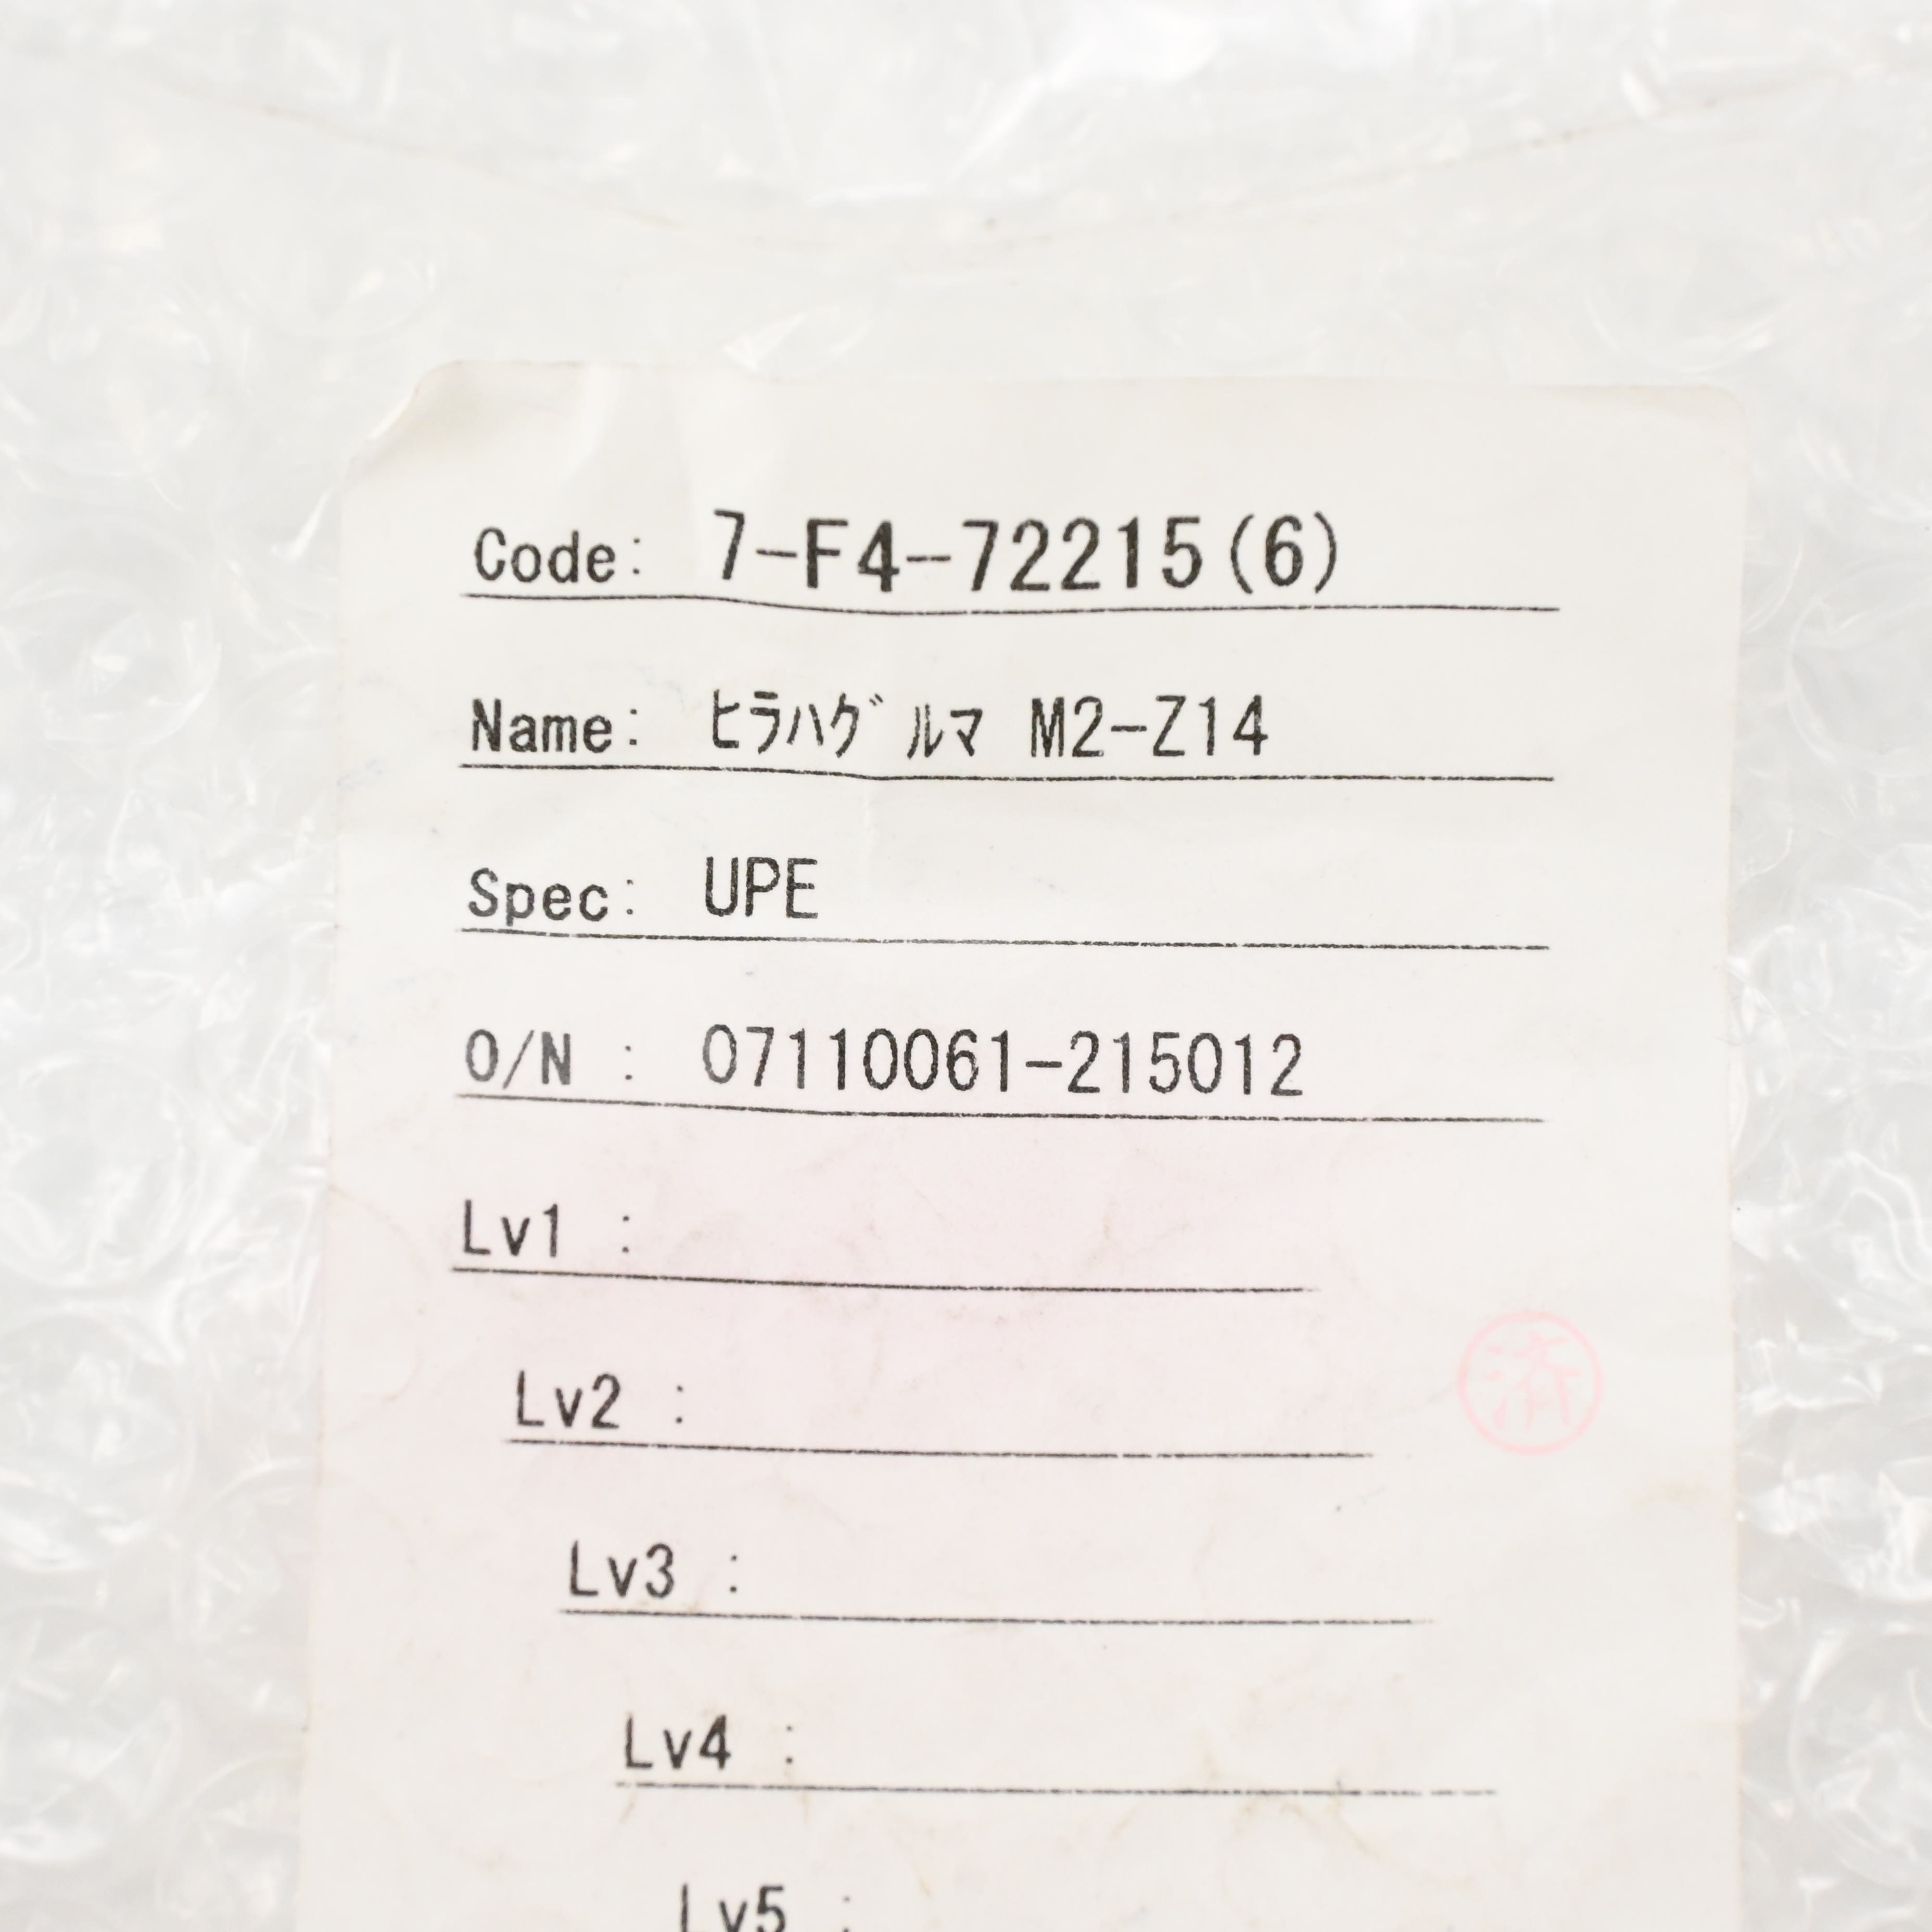 Code: 7-F4-72215(6)
Name: ﾋﾗﾊｸﾞﾙﾏ M2-Z14
Spec: UPE
O/N : 07110061-215012
Lv1 :
Lv2 :
済
Lv3 :
Lv4 :
Lv5 :